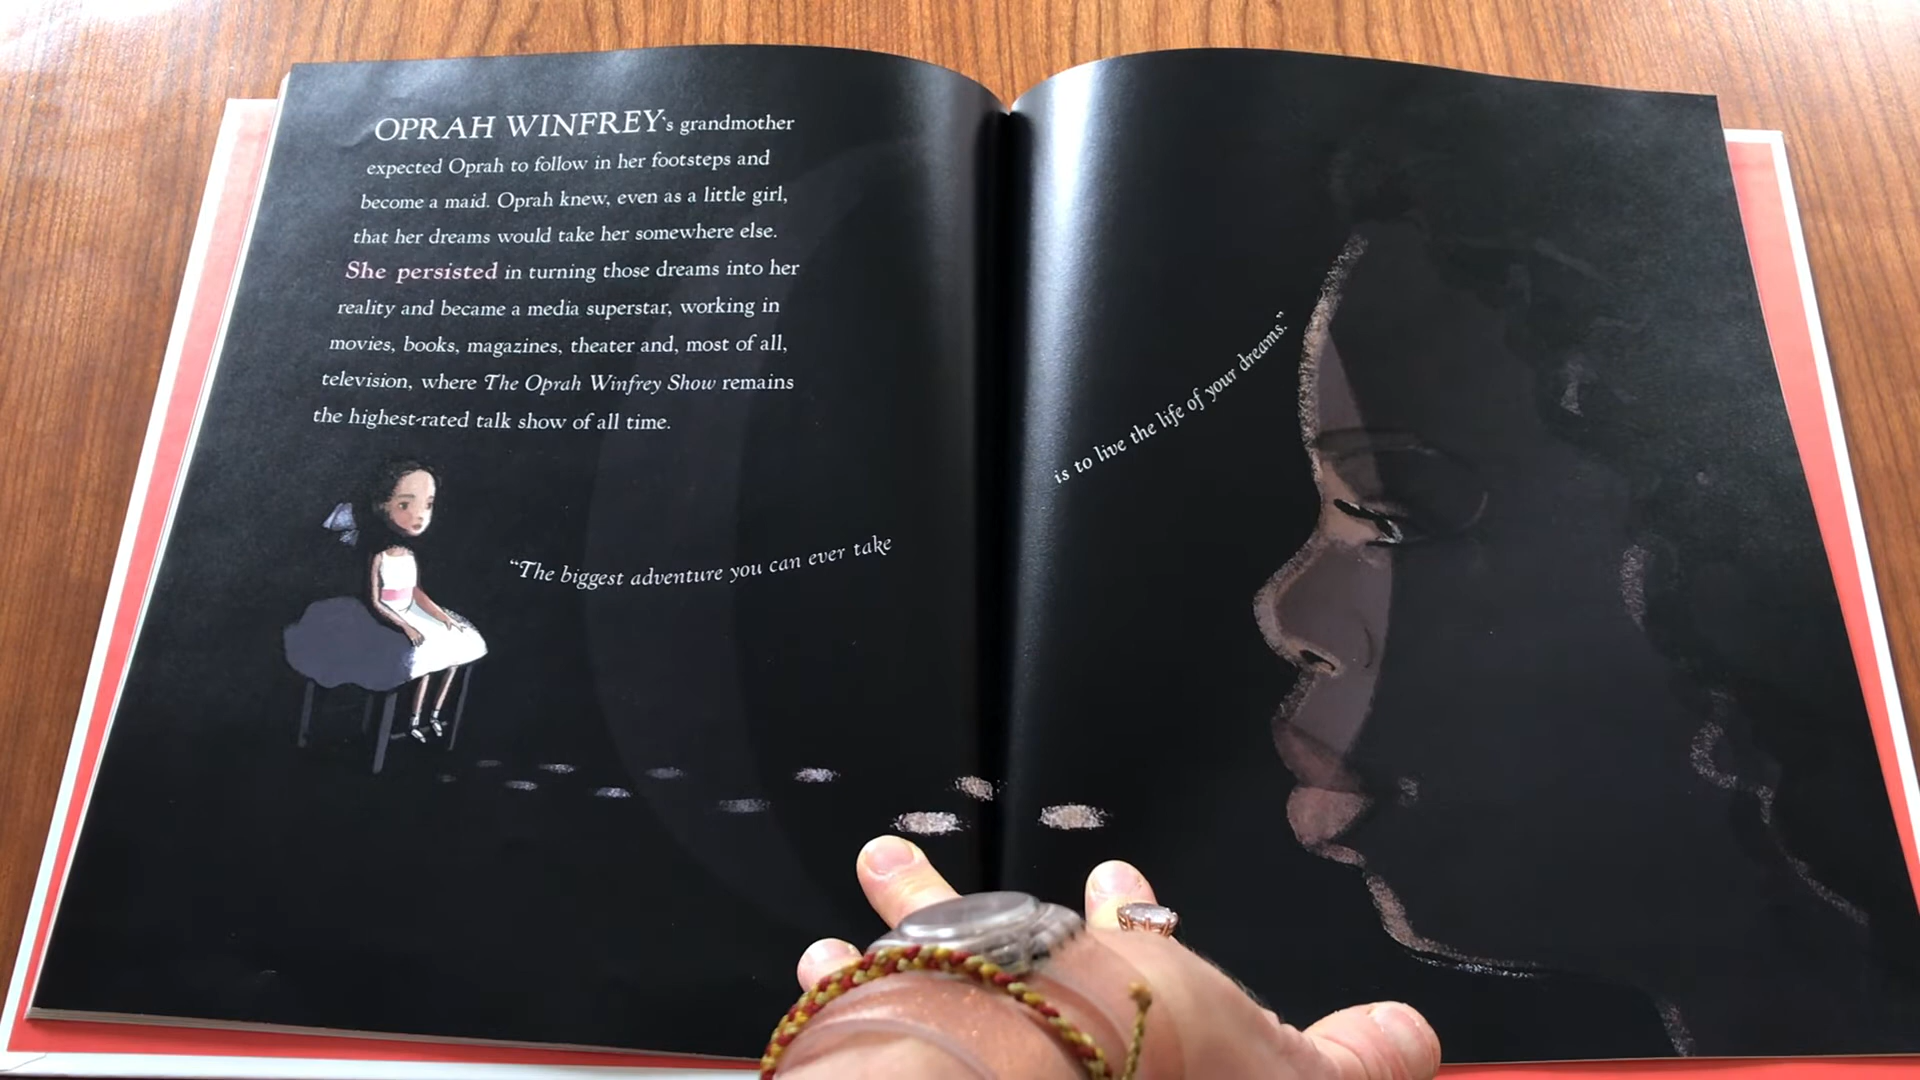 OPRAH WINFREY's grandmother
expected Oprah to follow in her footsteps and
become a maid. Oprah knew, even as a little girl,
that her dreams would take her somewhere else.
She persisted in turning those dreams into her
reality and became a media superstar, working in
movies, books, magazines, theater and, most of all,
television, where The Oprah Winfrey Show remains
the highest-rated talk show of all time.
“The biggest adventure you can ever take
is to live the life of your dreams.”